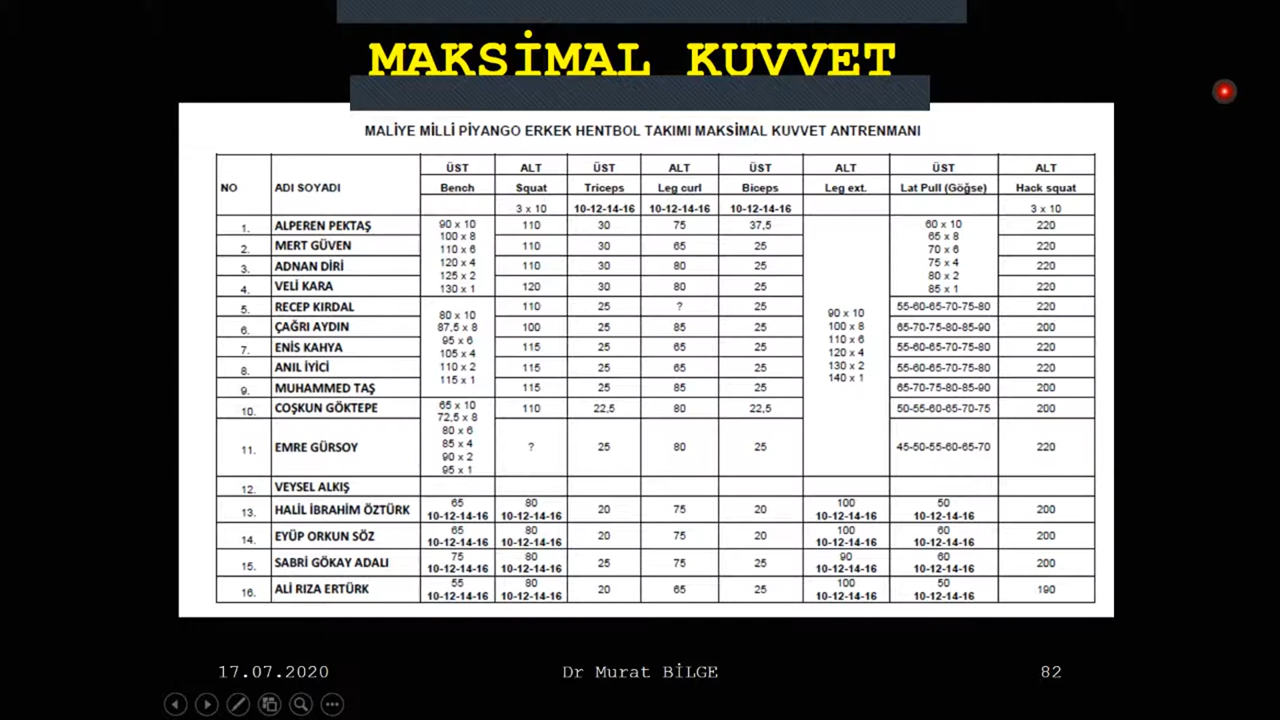 MAKSİMAL KUVVET
MALİYE MİLLİ PİYANGO ERKEK HENTBOL TAKIMI MAKSİMAL KUVVET ANTRENMANI
NO ADI SOYADI ÜST ALT ÜST ALT ÜST ALT ÜST ALT
Bench Squat Triceps Leg curl Biceps Leg ext. Lat Pull (Göğse) Hack squat
3 x 10 10-12-14-16 10-12-14-16 10-12-14-16 3 x 10
1. ALPEREN PEKTAŞ 90 x 10 110 30 75 37,5 60 x 10 220
100 x 8 65 x 8
2. MERT GÜVEN 110 x 6 110 30 65 25 70 x 6 220
3. ADNAN DİRİ 120 x 4 110 30 80 25 75 x 4 220
125 x 2 80 x 2
4. VELİ KARA 130 x 1 120 30 80 25 85 x 1 220
5. RECEP KIRDAL 80 x 10 110 25 ? 25 90 x 10 55-60-65-70-75-80 220
6. ÇAĞRI AYDIN 87,5 x 8 100 25 85 25 100 x 8 65-70-75-80-85-90 200
7. ENİS KAHYA 95 x 6 115 25 65 25 110 x 6 55-60-65-70-75-80 220
105 x 4 120 x 4
8. ANIL İYİCİ 110 x 2 115 25 65 25 130 x 2 55-60-65-70-75-80 220
9. MUHAMMED TAŞ 115 x 1 115 25 85 25 140 x 1 65-70-75-80-85-90 200
10. COŞKUN GÖKTEPE 65 x 10 110 22,5 80 22,5 50-55-60-65-70-75 200
72,5 x 8
80 x 6
11. EMRE GÜRSOY 85 x 4 ? 25 80 25 45-50-55-60-65-70 220
90 x 2
95 x 1
12. VEYSEL ALKIŞ
13. HALİL İBRAHİM ÖZTÜRK 65 80 20 75 20 100 50 200
10-12-14-16 10-12-14-16 10-12-14-16 10-12-14-16
14. EYÜP ORKUN SÖZ 65 80 20 75 20 100 60 200
10-12-14-16 10-12-14-16 10-12-14-16 10-12-14-16
15. SABRİ GÖKAY ADALI 75 80 25 75 25 90 60 200
10-12-14-16 10-12-14-16 10-12-14-16 10-12-14-16
16. ALİ RIZA ERTÜRK 55 80 20 65 25 100 50 190
10-12-14-16 10-12-14-16 10-12-14-16 10-12-14-16
17.07.2020 Dr Murat BİLGE 82